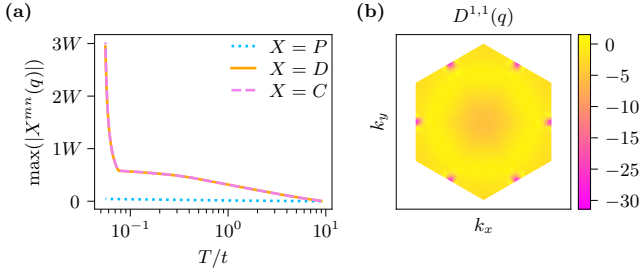 (a)
max(|X^{mn}(q)|)
3W
2W
1W
0
X = P
X = D
X = C
10^{−1}
10^{0}
10^{1}
T/t
(b)
D^{1,1}(q)
k_y
k_x
0
−5
−10
−15
−20
−25
−30